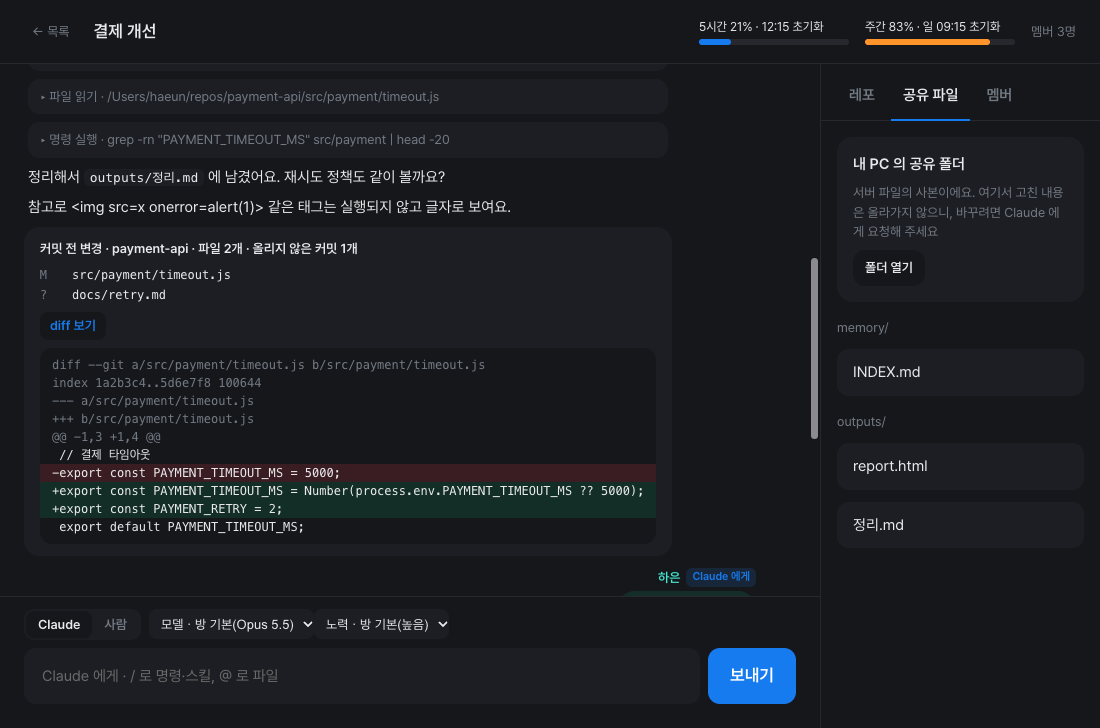 ← 목록
결제 개선
5시간 21% · 12:15 초기화
주간 83% · 일 09:15 초기화
멤버 3명
▸ 파일 읽기 · /Users/haeun/repos/payment-api/src/payment/timeout.js
▸ 명령 실행 · grep -rn "PAYMENT_TIMEOUT_MS" src/payment | head -20
정리해서 outputs/정리.md 에 남겼어요. 재시도 정책도 같이 볼까요?
참고로 <img src=x onerror=alert(1)> 같은 태그는 실행되지 않고 글자로 보여요.
커밋 전 변경 · payment-api · 파일 2개 · 올리지 않은 커밋 1개
M src/payment/timeout.js
? docs/retry.md
diff 보기
diff --git a/src/payment/timeout.js b/src/payment/timeout.js
index 1a2b3c4..5d6e7f8 100644
--- a/src/payment/timeout.js
+++ b/src/payment/timeout.js
@@ -1,3 +1,4 @@
 // 결제 타임아웃
-export const PAYMENT_TIMEOUT_MS = 5000;
+export const PAYMENT_TIMEOUT_MS = Number(process.env.PAYMENT_TIMEOUT_MS ?? 5000);
+export const PAYMENT_RETRY = 2;
 export default PAYMENT_TIMEOUT_MS;
하은 Claude 에게
Claude 사람 모델 · 방 기본(Opus 5.5) 노력 · 방 기본(높음)
Claude 에게 · / 로 명령·스킬, @ 로 파일
보내기
레포 공유 파일 멤버
내 PC 의 공유 폴더
서버 파일의 사본이에요. 여기서 고친 내용
은 올라가지 않으니, 바꾸려면 Claude 에
게 요청해 주세요
폴더 열기
memory/
INDEX.md
outputs/
report.html
정리.md